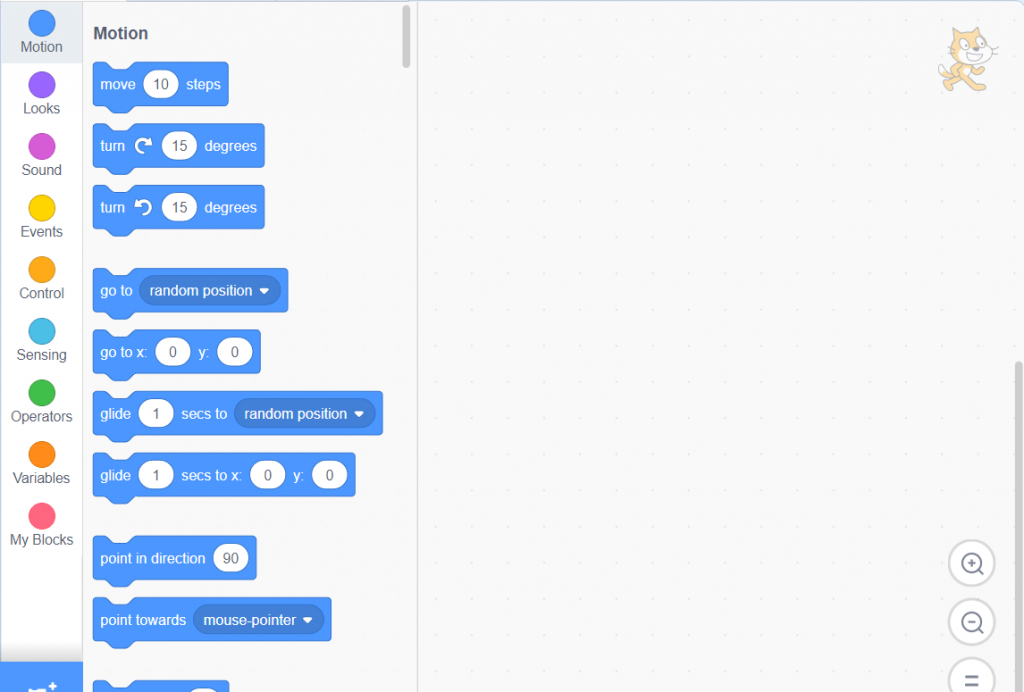 Motion
Looks
Sound
Events
Control
Sensing
Operators
Variables
My Blocks
Motion
move 10 steps
turn 15 degrees
turn 15 degrees
go to random position
go to x: 0 y: 0
glide 1 secs to random position
glide 1 secs to x: 0 y: 0
point in direction 90
point towards mouse-pointer